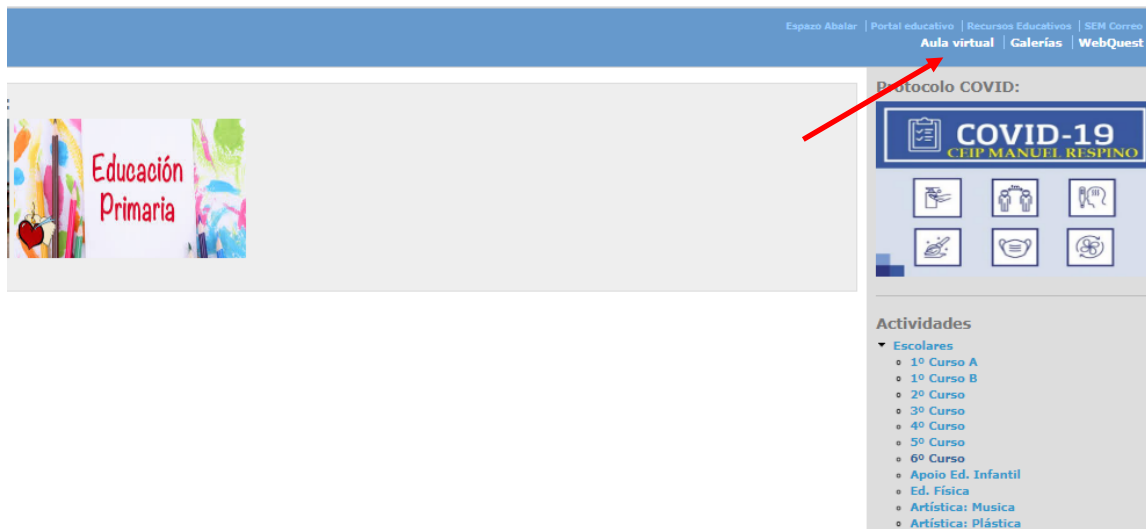 Espazo Abalar | Portal educativo | Recursos Educativos | SEM Correo
Aula virtual | Galerías | WebQuest
:
Educación
Primaria
Protocolo COVID:
COVID-19
CEIP MANUEL RESPINO
Actividades
Escolares
1º Curso A
1º Curso B
2º Curso
3º Curso
4º Curso
5º Curso
6º Curso
Apoio Ed. Infantil
Ed. Física
Artística: Musica
Artística: Plástica